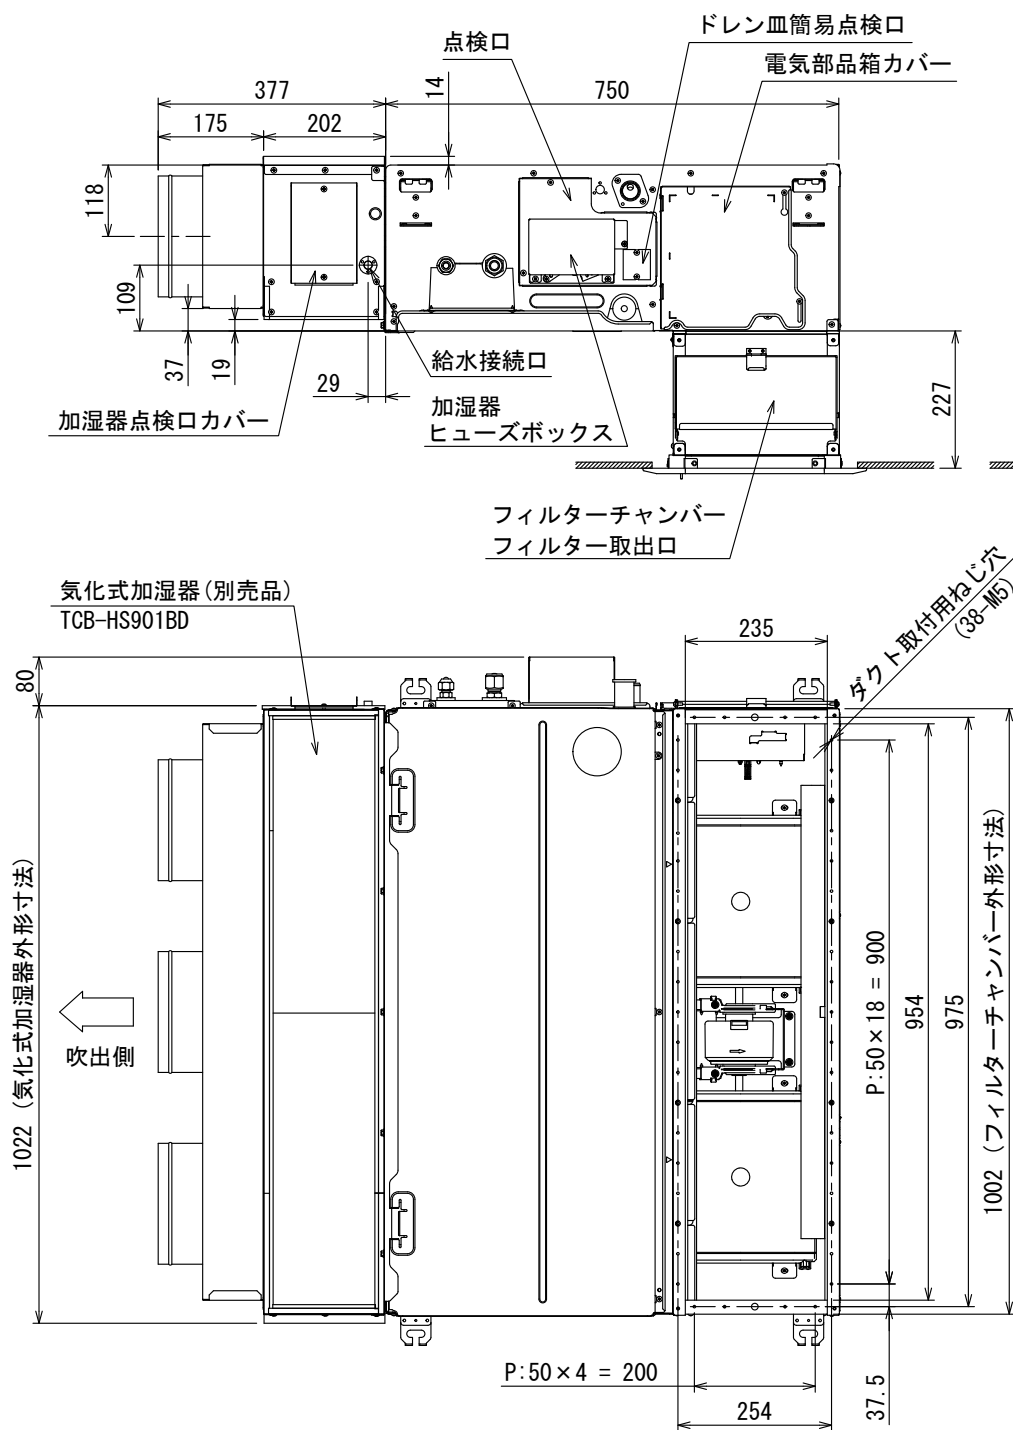 ドレン皿簡易点検口
点検口
電気部品箱カバー
377
14
750
175
202
118
109
37
19
29
給水接続口
加湿器
ヒューズボックス
加湿器点検口カバー
227
フィルターチャンバー
フィルター取出口
気化式加湿器(別売品)
TCB-HS901BD
ダクト取付用ねじ穴
(38-M5)
235
80
1022 (気化式加湿器外形寸法)
吹出側
P:50×18 = 900
954
975
1002 (フィルターチャンバー外形寸法)
P:50×4 = 200
254
37.5